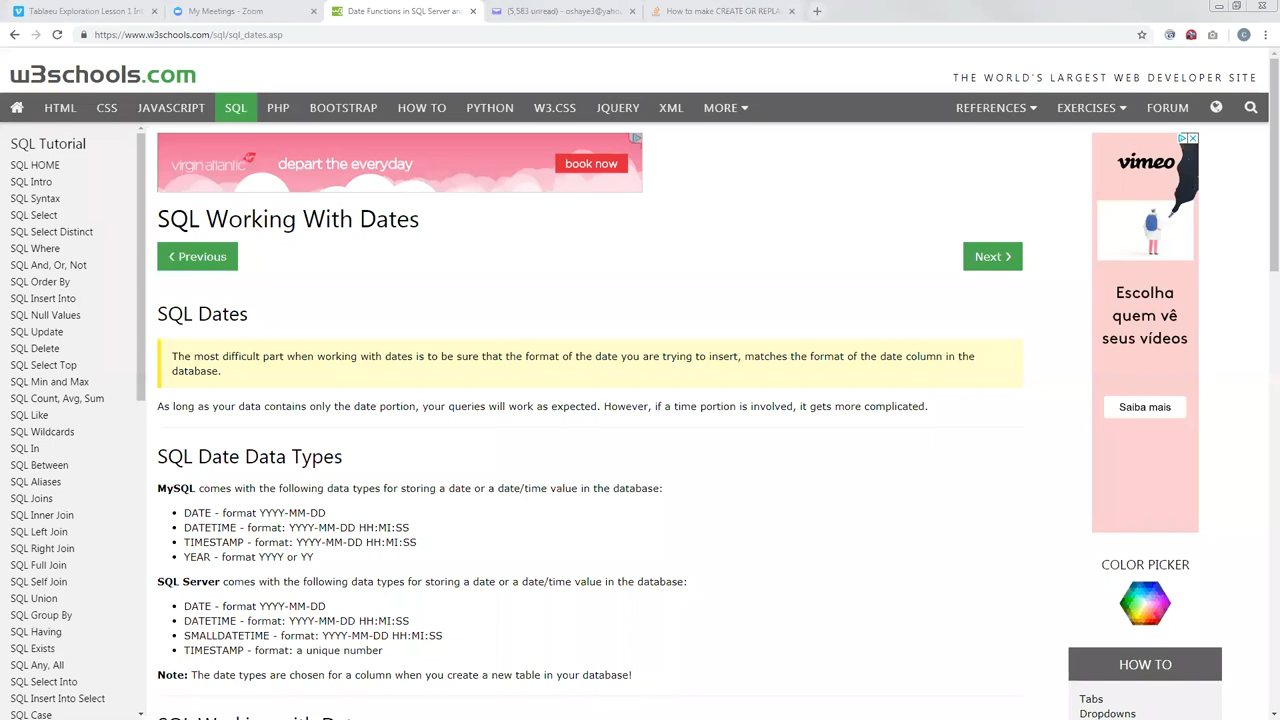 Tablaeu Exploration Lesson 1 Int
My Meetings - Zoom
Date Functions in SQL Server an
(5,583 unread) - oshaye3@yaho
How to make CREATE OR REPLA
https://www.w3schools.com/sql/sql_dates.asp
w3schools.com
THE WORLD'S LARGEST WEB DEVELOPER SITE
HTML CSS JAVASCRIPT SQL PHP BOOTSTRAP HOW TO PYTHON W3.CSS JQUERY XML MORE REFERENCES EXERCISES FORUM
SQL Tutorial
SQL HOME
SQL Intro
SQL Syntax
SQL Select
SQL Select Distinct
SQL Where
SQL And, Or, Not
SQL Order By
SQL Insert Into
SQL Null Values
SQL Update
SQL Delete
SQL Select Top
SQL Min and Max
SQL Count, Avg, Sum
SQL Like
SQL Wildcards
SQL In
SQL Between
SQL Aliases
SQL Joins
SQL Inner Join
SQL Left Join
SQL Right Join
SQL Full Join
SQL Self Join
SQL Union
SQL Group By
SQL Having
SQL Exists
SQL Any, All
SQL Select Into
SQL Insert Into Select
SQL Case
virgin atlantic depart the everyday book now
SQL Working With Dates
❮ Previous
Next ❯
SQL Dates
The most difficult part when working with dates is to be sure that the format of the date you are trying to insert, matches the format of the date column in the
database.
As long as your data contains only the date portion, your queries will work as expected. However, if a time portion is involved, it gets more complicated.
SQL Date Data Types
MySQL comes with the following data types for storing a date or a date/time value in the database:
• DATE - format YYYY-MM-DD
• DATETIME - format: YYYY-MM-DD HH:MI:SS
• TIMESTAMP - format: YYYY-MM-DD HH:MI:SS
• YEAR - format YYYY or YY
SQL Server comes with the following data types for storing a date or a date/time value in the database:
• DATE - format YYYY-MM-DD
• DATETIME - format: YYYY-MM-DD HH:MI:SS
• SMALLDATETIME - format: YYYY-MM-DD HH:MI:SS
• TIMESTAMP - format: a unique number
Note: The date types are chosen for a column when you create a new table in your database!
SQL Working with Dates
vimeo
Escolha
quem vê
seus vídeos
Saiba mais
COLOR PICKER
HOW TO
Tabs
Dropdowns